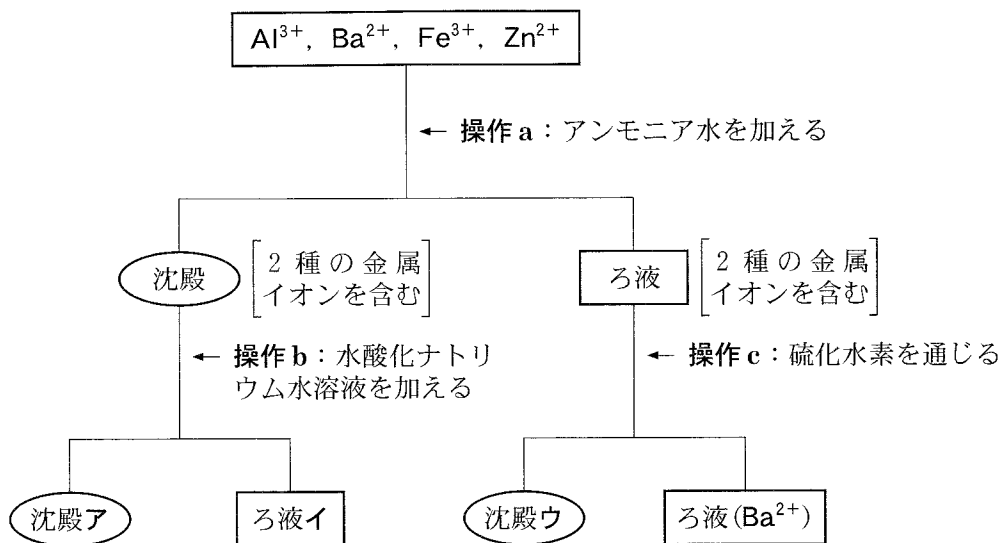 Al³⁺, Ba²⁺, Fe³⁺, Zn²⁺
← 操作a：アンモニア水を加える
沈殿
2種の金属
イオンを含む
ろ液
2種の金属
イオンを含む
← 操作b：水酸化ナトリ
ウム水溶液を加える
← 操作c：硫化水素を通じる
沈殿ア
ろ液イ
沈殿ウ
ろ液(Ba²⁺)